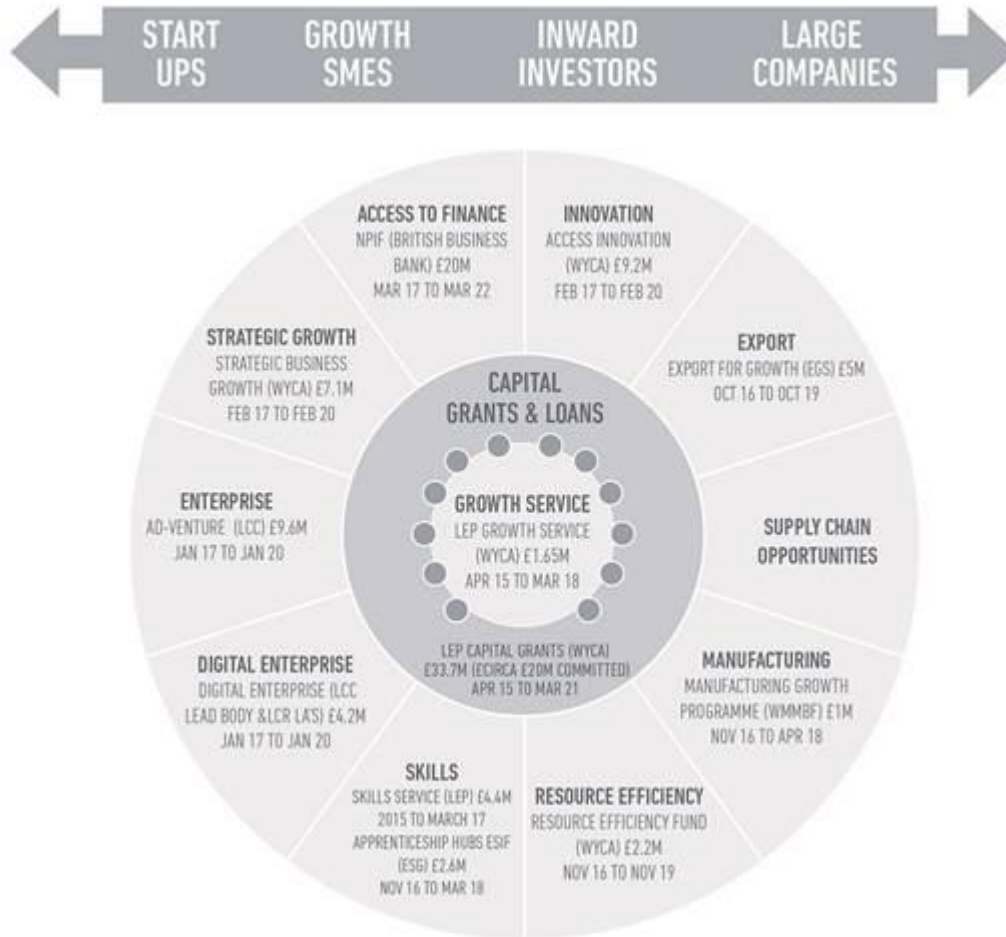 START
UPS
GROWTH
SMES
INWARD
INVESTORS
LARGE
COMPANIES
ACCESS TO FINANCE
NPIF (BRITISH BUSINESS
BANK) £20M
MAR 17 TO MAR 22
INNOVATION
ACCESS INNOVATION
(WYCA) £9.2M
FEB 17 TO FEB 20
STRATEGIC GROWTH
STRATEGIC BUSINESS
GROWTH (WYCA) £7.1M
FEB 17 TO FEB 20
EXPORT
EXPORT FOR GROWTH (EGS) £5M
OCT 16 TO OCT 19
CAPITAL
GRANTS & LOANS
ENTERPRISE
AD-VENTURE (LCC) £9.6M
JAN 17 TO JAN 20
GROWTH SERVICE
LEP GROWTH SERVICE
(WYCA) £1.65M
APR 15 TO MAR 18
SUPPLY CHAIN
OPPORTUNITIES
LEP CAPITAL GRANTS (WYCA)
£33.7M (ECIRCA £20M COMMITTED)
APR 15 TO MAR 21
DIGITAL ENTERPRISE
DIGITAL ENTERPRISE (LCC
LEAD BODY &LCR LA'S) £4.2M
JAN 17 TO JAN 20
MANUFACTURING
MANUFACTURING GROWTH
PROGRAMME (WMMBF) £1M
NOV 16 TO APR 18
SKILLS
SKILLS SERVICE (LEP) £4.4M
2015 TO MARCH 17
APPRENTICESHIP HUBS ESIF
(ESG) £2.6M
NOV 16 TO MAR 18
RESOURCE EFFICIENCY
RESOURCE EFFICIENCY FUND
(WYCA) £2.2M
NOV 16 TO NOV 19